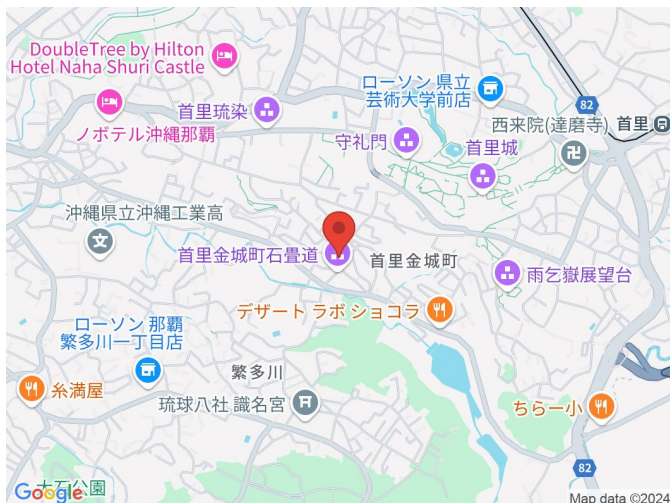 DoubleTree by Hilton
Hotel Naha Shuri Castle
ローソン 県立
芸術大学前店
82
首里琉染
ノボテル沖縄那覇
守礼門
西来院(達磨寺)
首里
首里城
沖縄県立沖縄工業高
文
首里金城町石畳道
首里金城町
雨乞嶽展望台
デザート ラボ ショコラ
ローソン 那覇
繁多川一丁目店
繁多川
糸満屋
琉球八社 識名宮
ちらー小
82
大石公園
Google
Map data ©2024